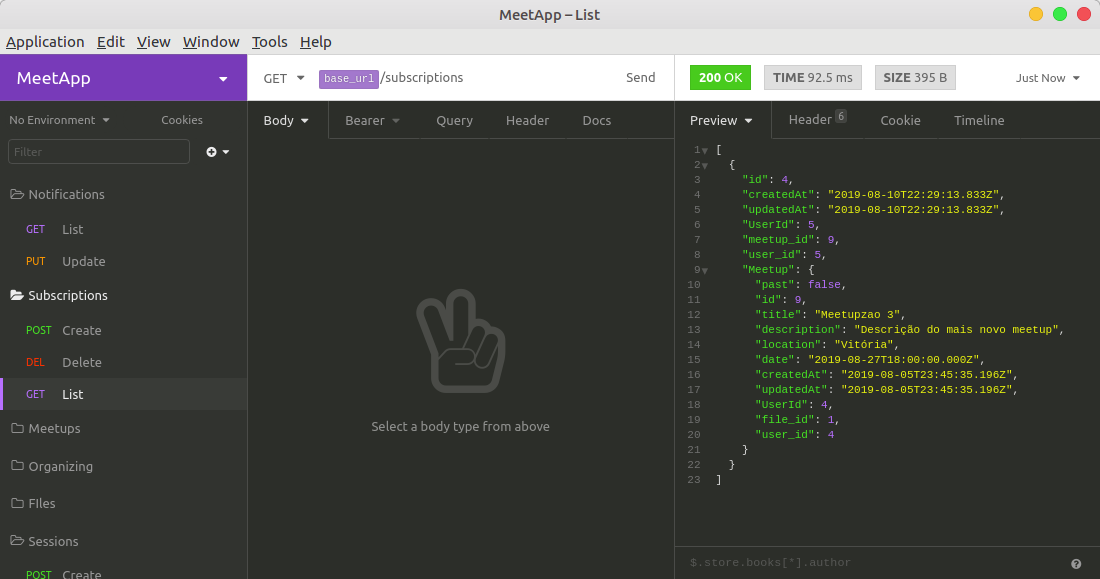 MeetApp – List
Application Edit View Window Tools Help
MeetApp
GET base_url/subscriptions Send
200 OK TIME 92.5 ms SIZE 395 B Just Now
No Environment Cookies
Body Bearer Query Header Docs
Preview Header 6 Cookie Timeline
Filter
Notifications
GET List
PUT Update
Subscriptions
POST Create
DEL Delete
GET List
Meetups
Organizing
FIles
Sessions
POST Create
Select a body type from above
1 [
2 {
3 "id": 4,
4 "createdAt": "2019-08-10T22:29:13.833Z",
5 "updatedAt": "2019-08-10T22:29:13.833Z",
6 "UserId": 5,
7 "meetup_id": 9,
8 "user_id": 5,
9 "Meetup": {
10 "past": false,
11 "id": 9,
12 "title": "Meetupzao 3",
13 "description": "Descrição do mais novo meetup",
14 "location": "Vitória",
15 "date": "2019-08-27T18:00:00.000Z",
16 "createdAt": "2019-08-05T23:45:35.196Z",
17 "updatedAt": "2019-08-05T23:45:35.196Z",
18 "UserId": 4,
19 "file_id": 1,
20 "user_id": 4
21 }
22 }
23 ]
$.store.books[*].author